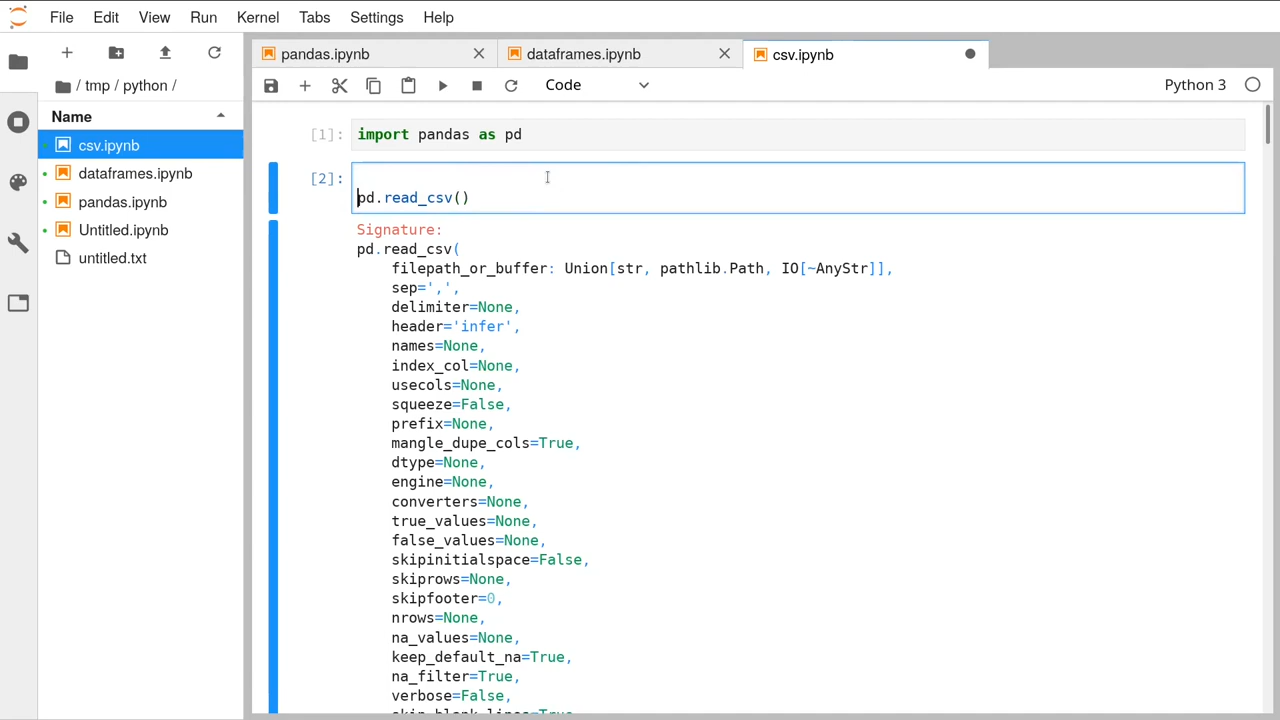 File Edit View Run Kernel Tabs Settings Help
pandas.ipynb dataframes.ipynb csv.ipynb
Code Python 3
/ tmp / python /
Name
csv.ipynb
dataframes.ipynb
pandas.ipynb
Untitled.ipynb
untitled.txt
[1]: import pandas as pd
[2]:
pd.read_csv()
Signature:
pd.read_csv(
    filepath_or_buffer: Union[str, pathlib.Path, IO[~AnyStr]],
    sep=',',
    delimiter=None,
    header='infer',
    names=None,
    index_col=None,
    usecols=None,
    squeeze=False,
    prefix=None,
    mangle_dupe_cols=True,
    dtype=None,
    engine=None,
    converters=None,
    true_values=None,
    false_values=None,
    skipinitialspace=False,
    skiprows=None,
    skipfooter=0,
    nrows=None,
    na_values=None,
    keep_default_na=True,
    na_filter=True,
    verbose=False,
    skip_blank_lines=True